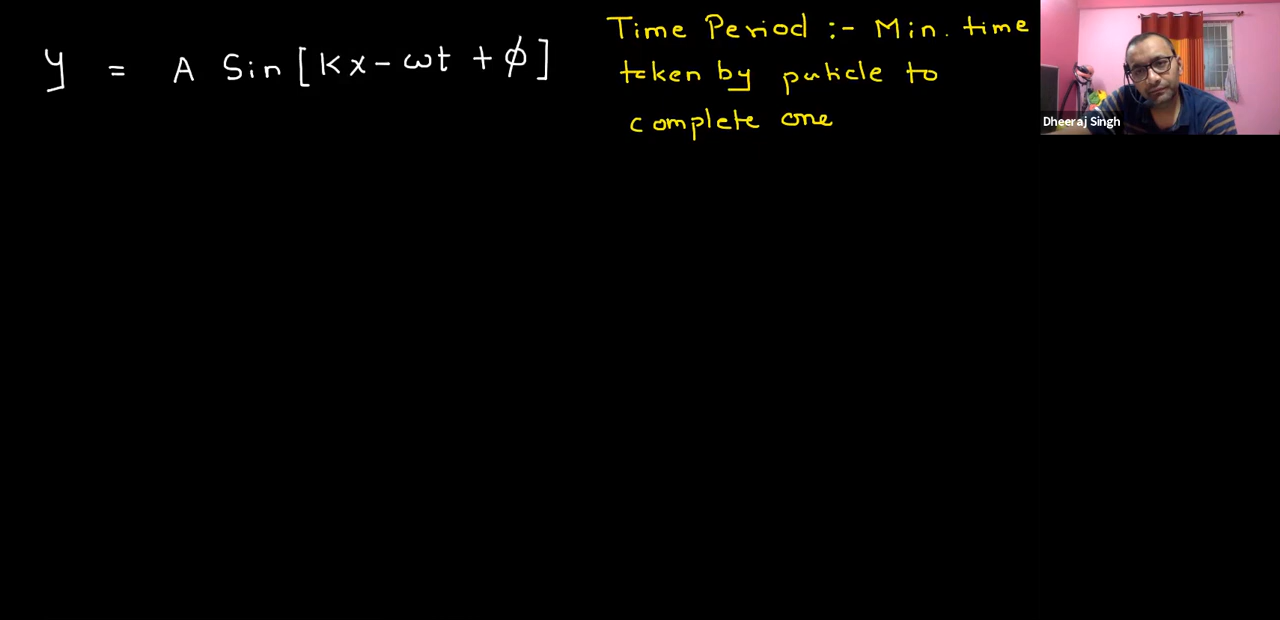 y = A Sin [kx - ωt + ϕ]
Time Period :- Min. time
taken by particle to
complete one
Dheeraj Singh